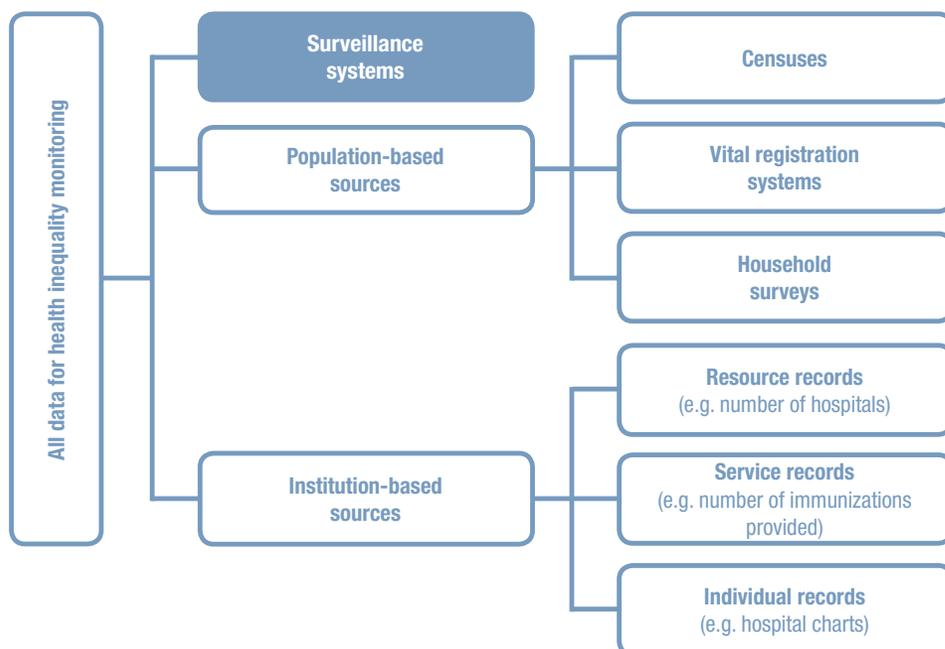 All data for health inequality monitoring
Surveillance
systems
Population-based
sources
Institution-based
sources
Censuses
Vital registration
systems
Household
surveys
Resource records
(e.g. number of hospitals)
Service records
(e.g. number of immunizations
provided)
Individual records
(e.g. hospital charts)